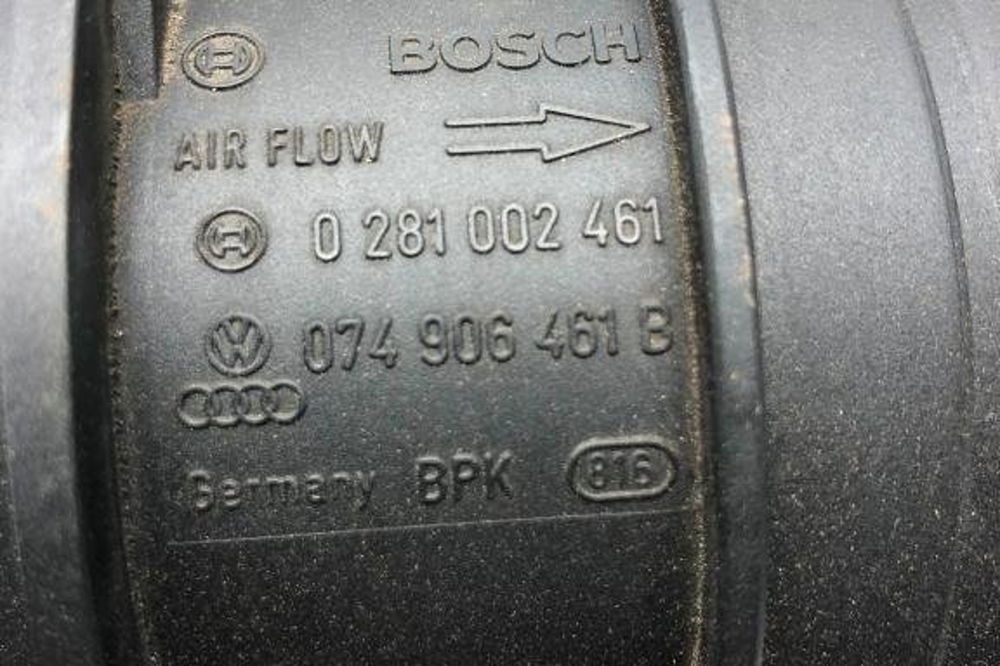 BOSCH
AIR FLOW
0 281 002 461
074 906 461 B
Germany BPK 816